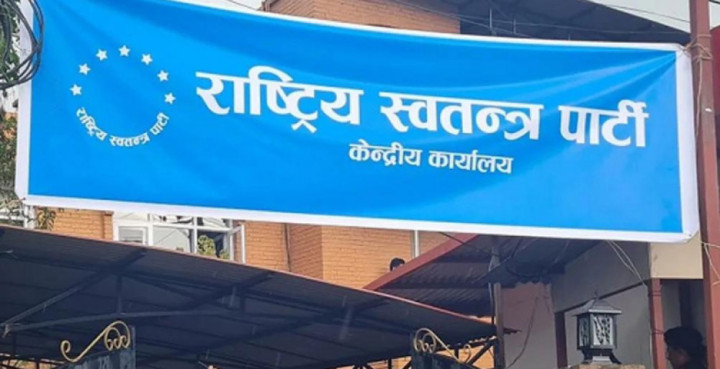 राष्ट्रिय स्वतन्त्र पार्टी
राष्ट्रिय स्वतन्त्र पार्टी
केन्द्रीय कार्यालय